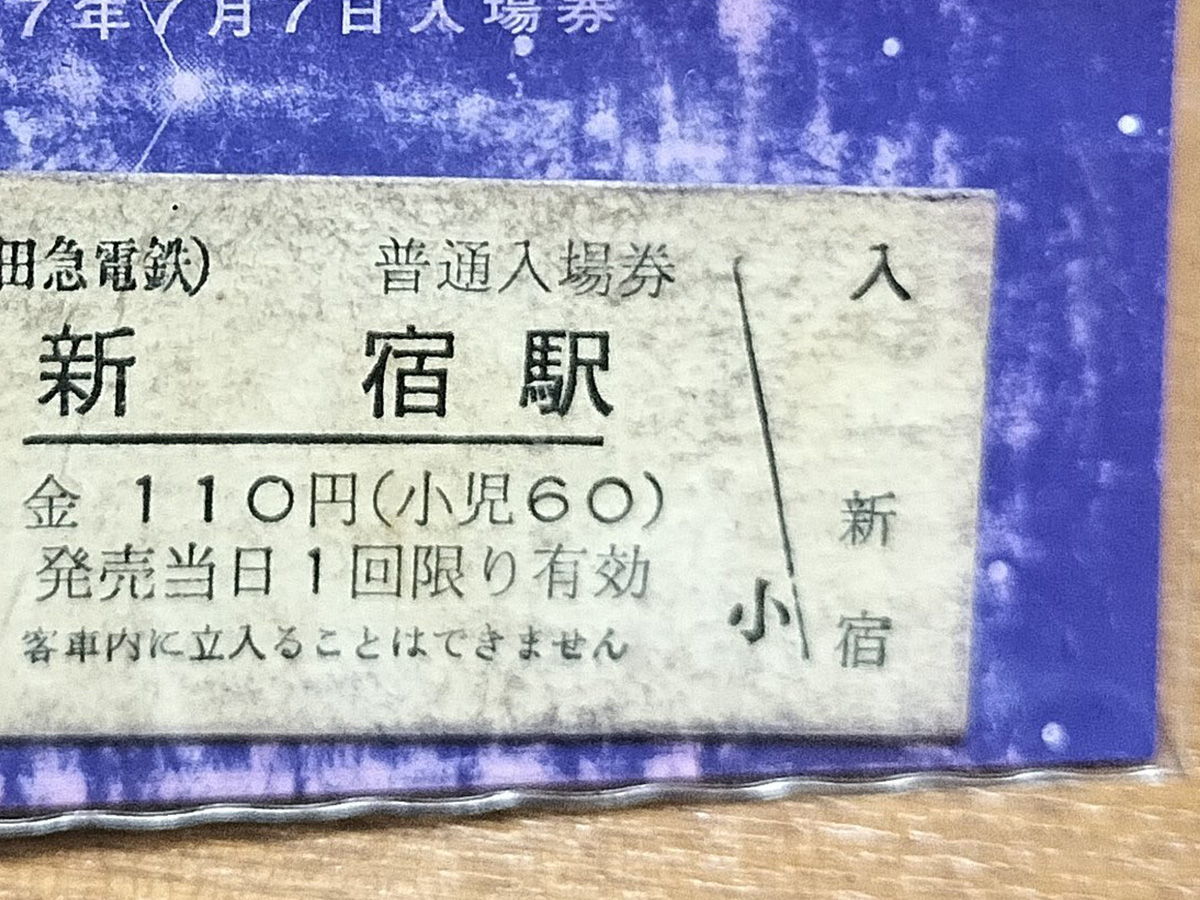 7年7月7日入場券
田急電鉄)
普通入場券
新宿駅
金 110円(小児60)
発売当日1回限り有効
客車内に立入ることはできません
入
新宿
小